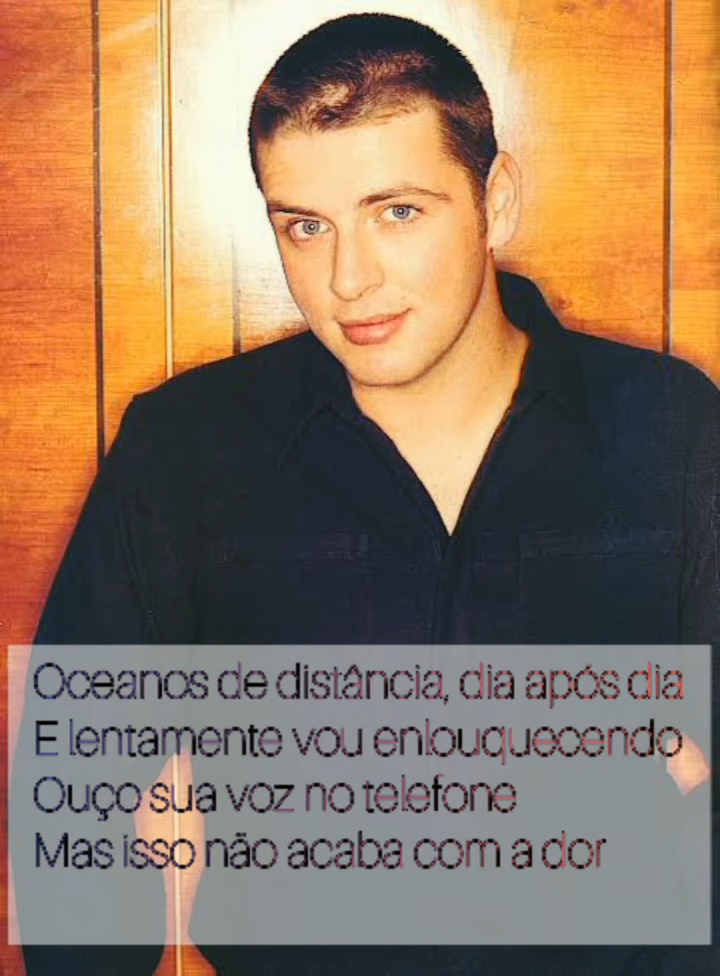 Oceanos de distância, dia após dia
E lentamente vou enlouquecendo
Ouço sua voz no telefone
Mas isso não acaba com a dor